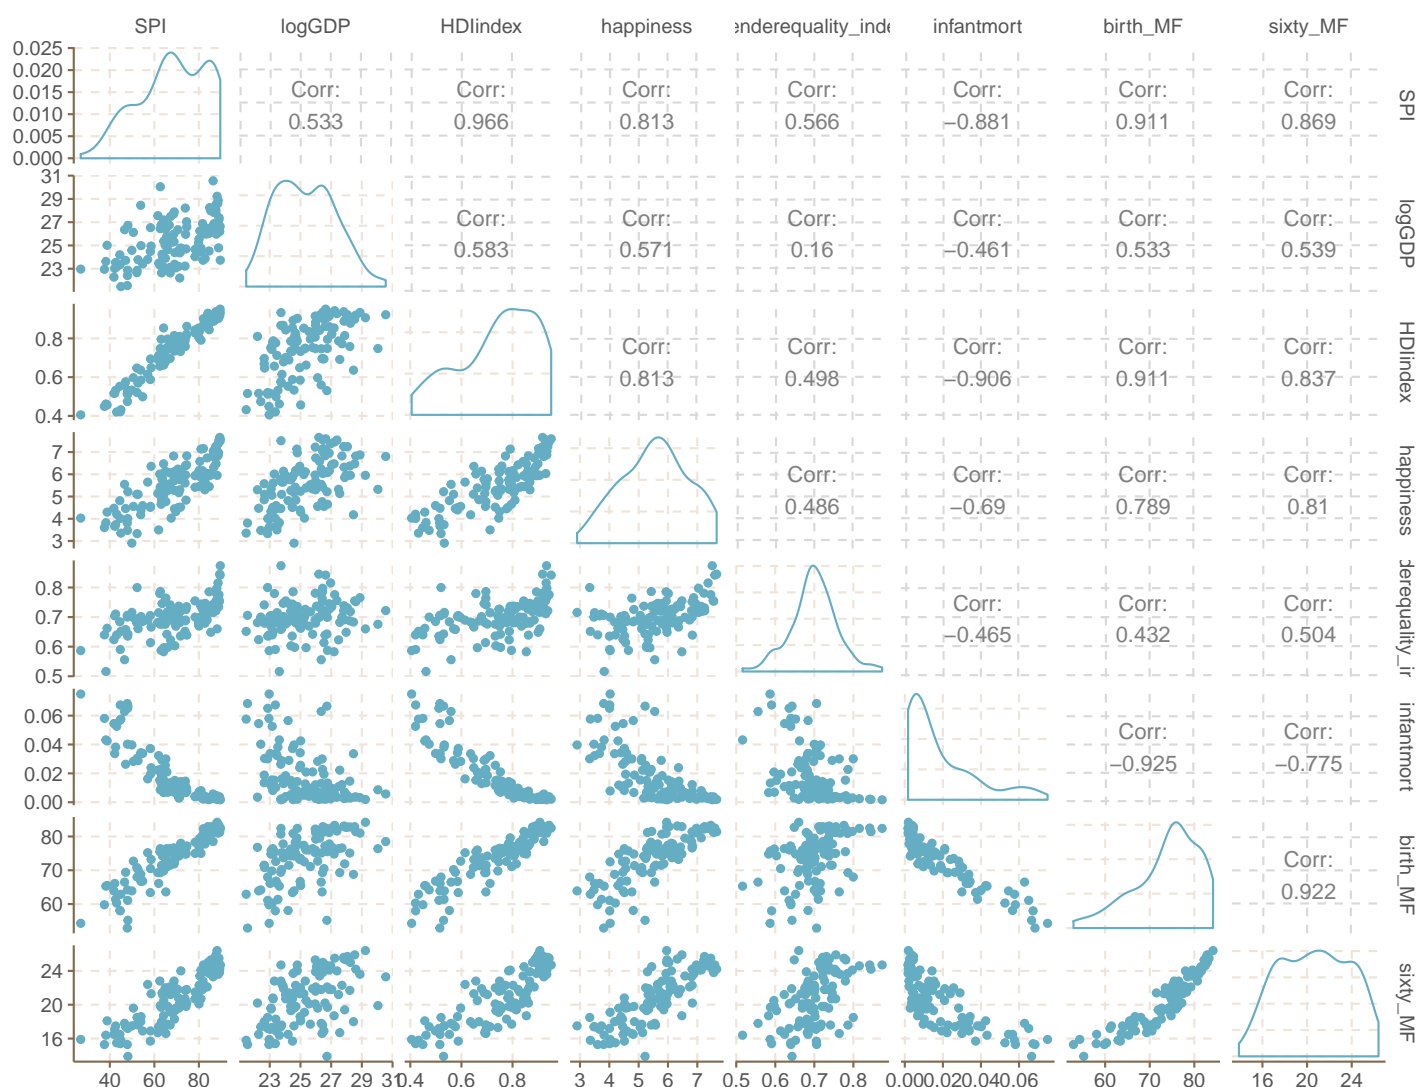 SPI logGDP HDIindex happiness enderequality_inde infantmort birth_MF sixty_MF
0.025
0.020
0.015
0.010
0.005
0.000
Corr: Corr: Corr: Corr: Corr: Corr: Corr:
0.533 0.966 0.813 0.566 −0.881 0.911 0.869
SPI
31
29
27
25
23
Corr: Corr: Corr: Corr: Corr: Corr:
0.583 0.571 0.16 −0.461 0.533 0.539
logGDP
0.8
0.6
0.4
Corr: Corr: Corr: Corr: Corr:
0.813 0.498 −0.906 0.911 0.837
HDIindex
7
6
5
4
3
Corr: Corr: Corr: Corr:
0.486 −0.69 0.789 0.81
happiness
0.8
0.7
0.6
0.5
Corr: Corr: Corr:
−0.465 0.432 0.504
derequality_ir
0.06
0.04
0.02
0.00
Corr: Corr:
−0.925 −0.775
infantmort
80
70
60
Corr:
0.922
birth_MF
24
20
16
sixty_MF
40 60 80 23 25 27 29 31 0.4 0.6 0.8 3 4 5 6 7 0.5 0.6 0.7 0.8 0.00 0.02 0.04 0.06 60 70 80 16 20 24